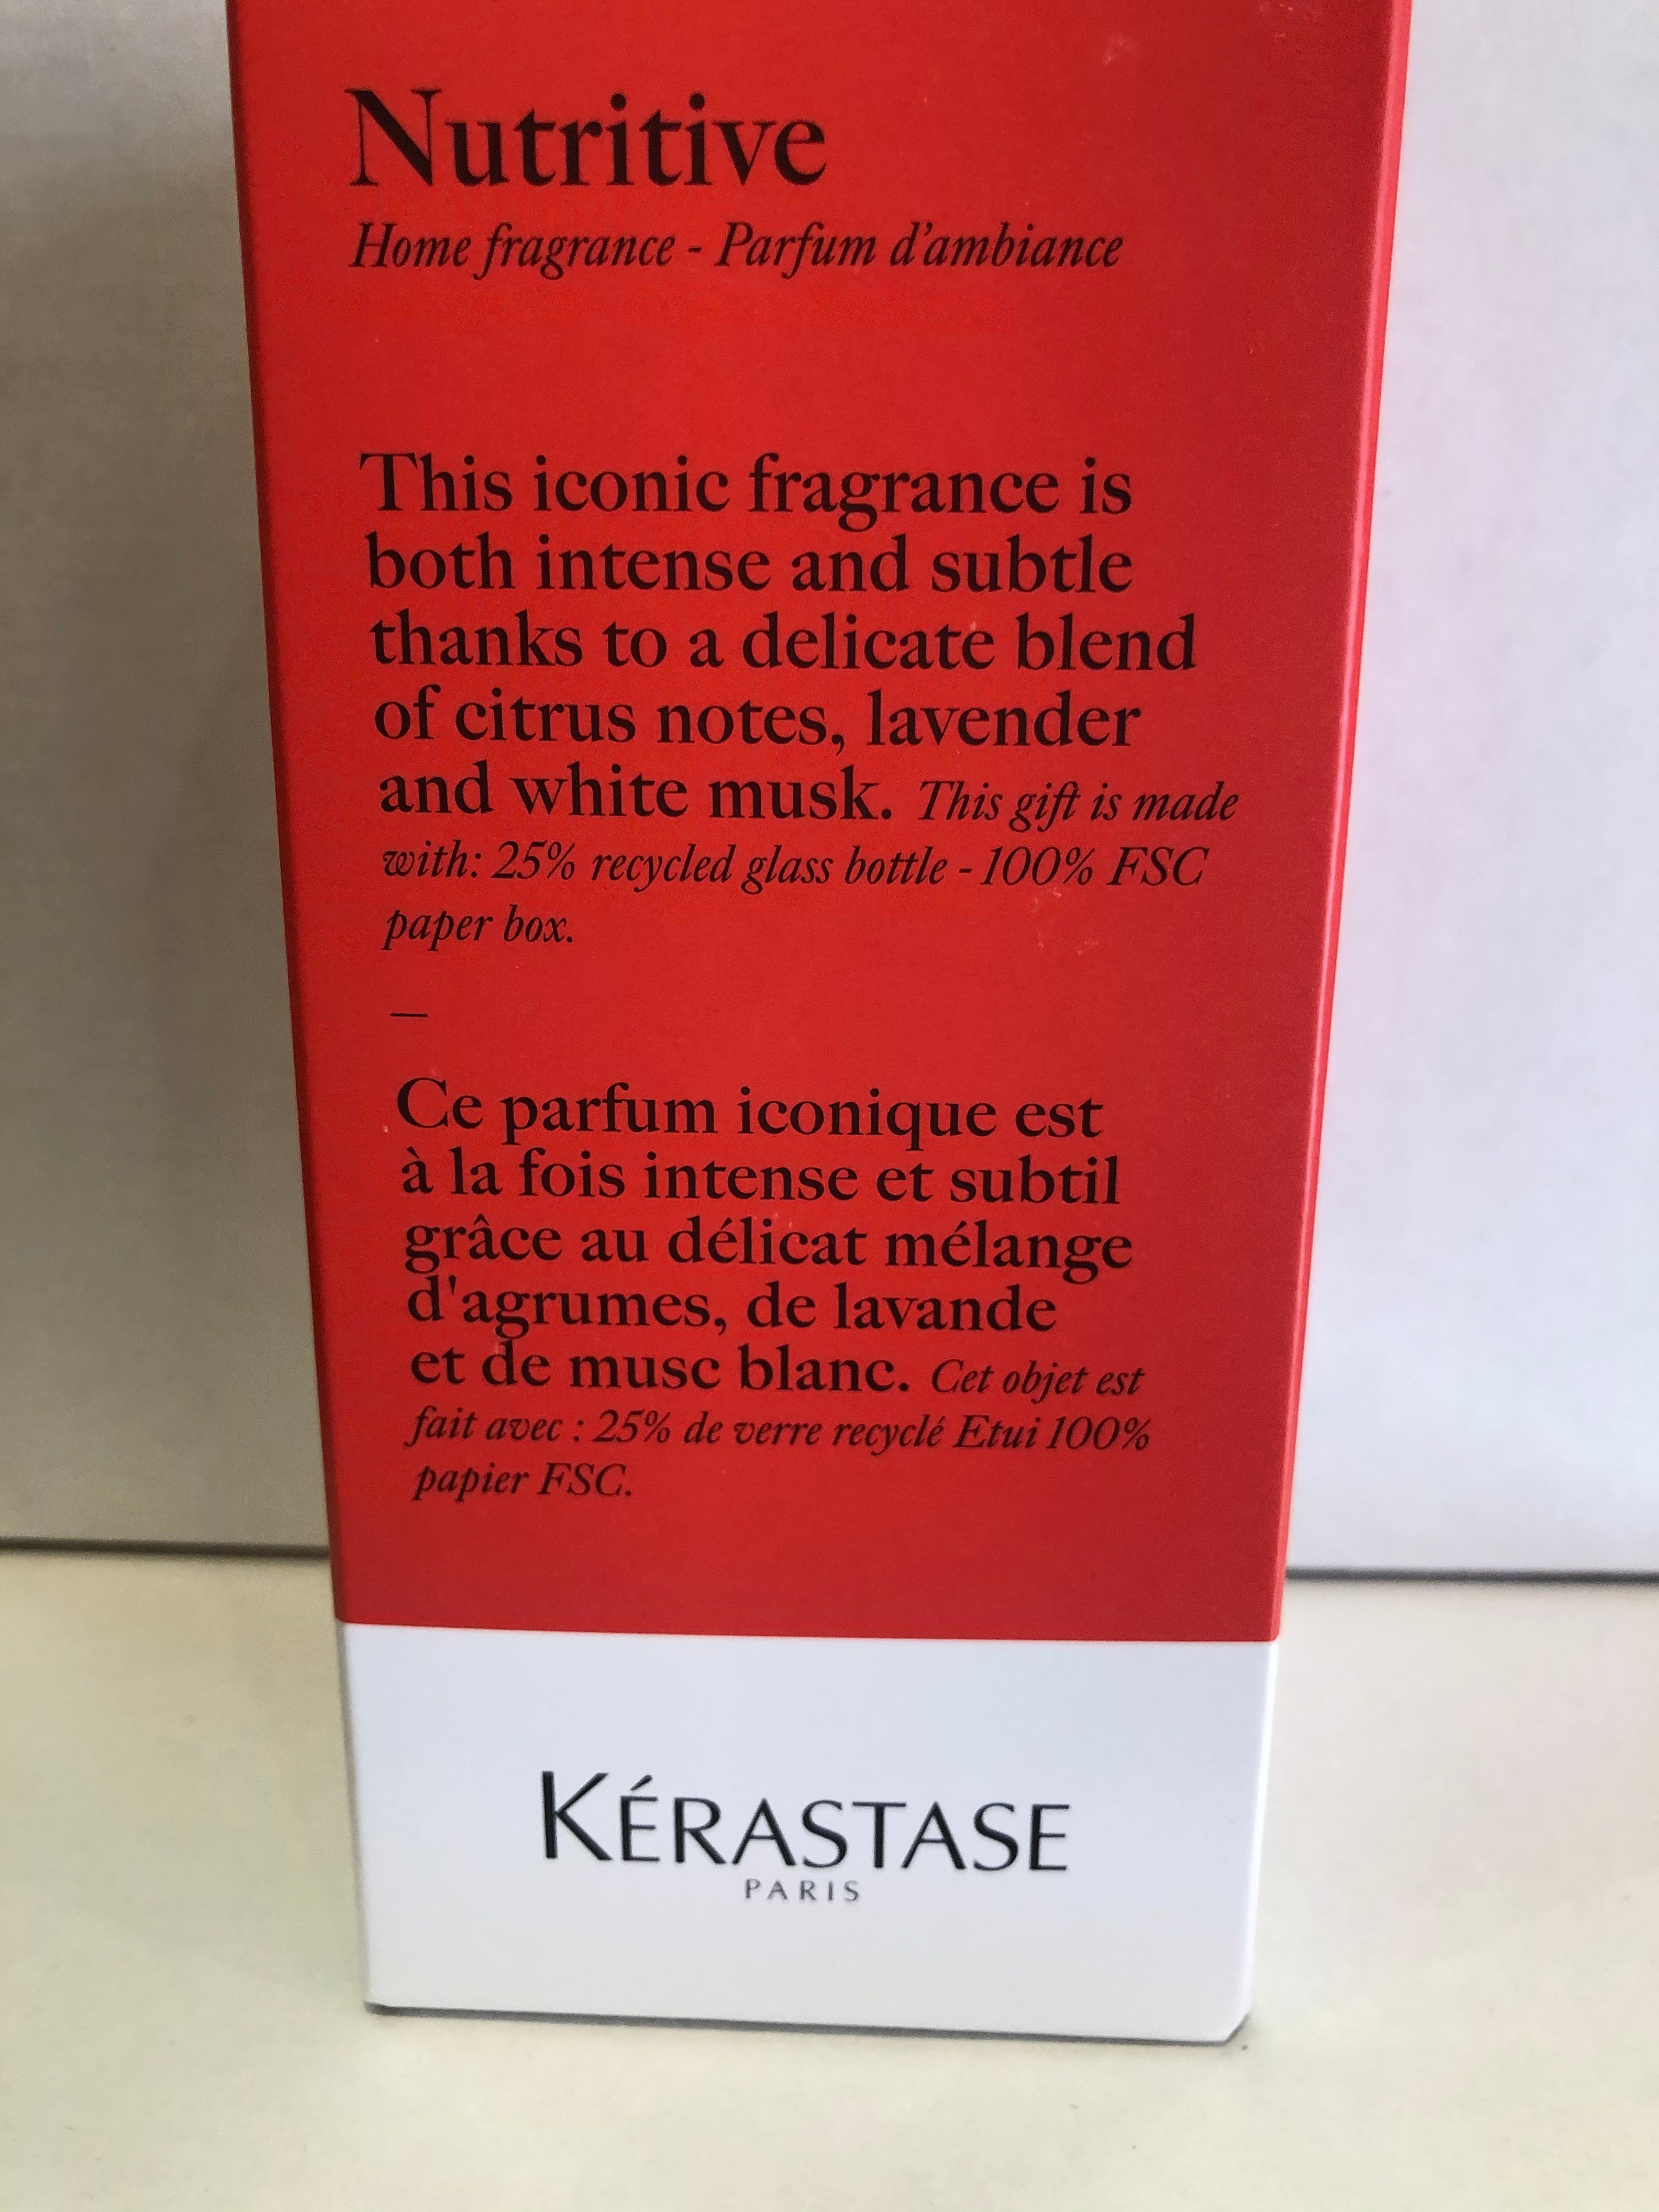 Nutritive
Home fragrance - Parfum d'ambiance
This iconic fragrance is
both intense and subtle
thanks to a delicate blend
of citrus notes, lavender
and white musk. This gift is made
with: 25% recycled glass bottle - 100% FSC
paper box.
—
Ce parfum iconique est
à la fois intense et subtil
grâce au délicat mélange
d'agrumes, de lavande
et de musc blanc. Cet objet est
fait avec : 25% de verre recyclé Etui 100%
papier FSC.
KÉRASTASE
PARIS